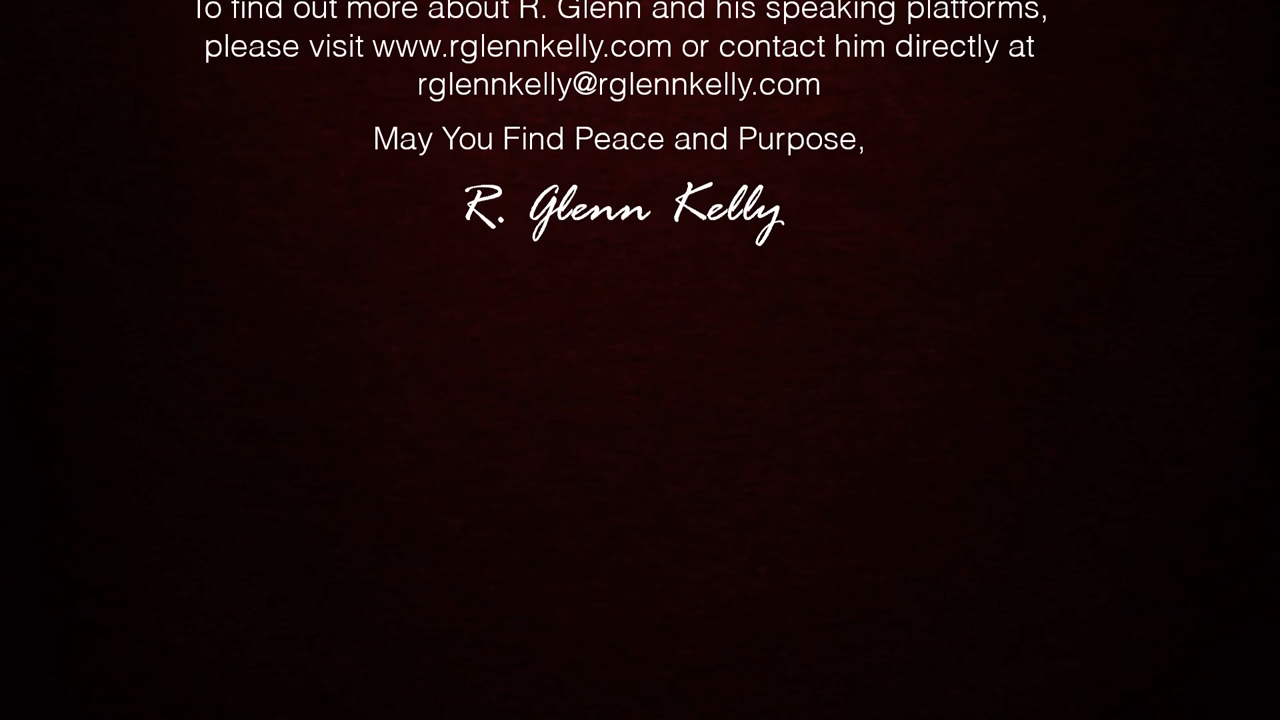 To find out more about R. Glenn and his speaking platforms,
please visit www.rglennkelly.com or contact him directly at
rglennkelly@rglennkelly.com
May You Find Peace and Purpose,
R. Glenn Kelly